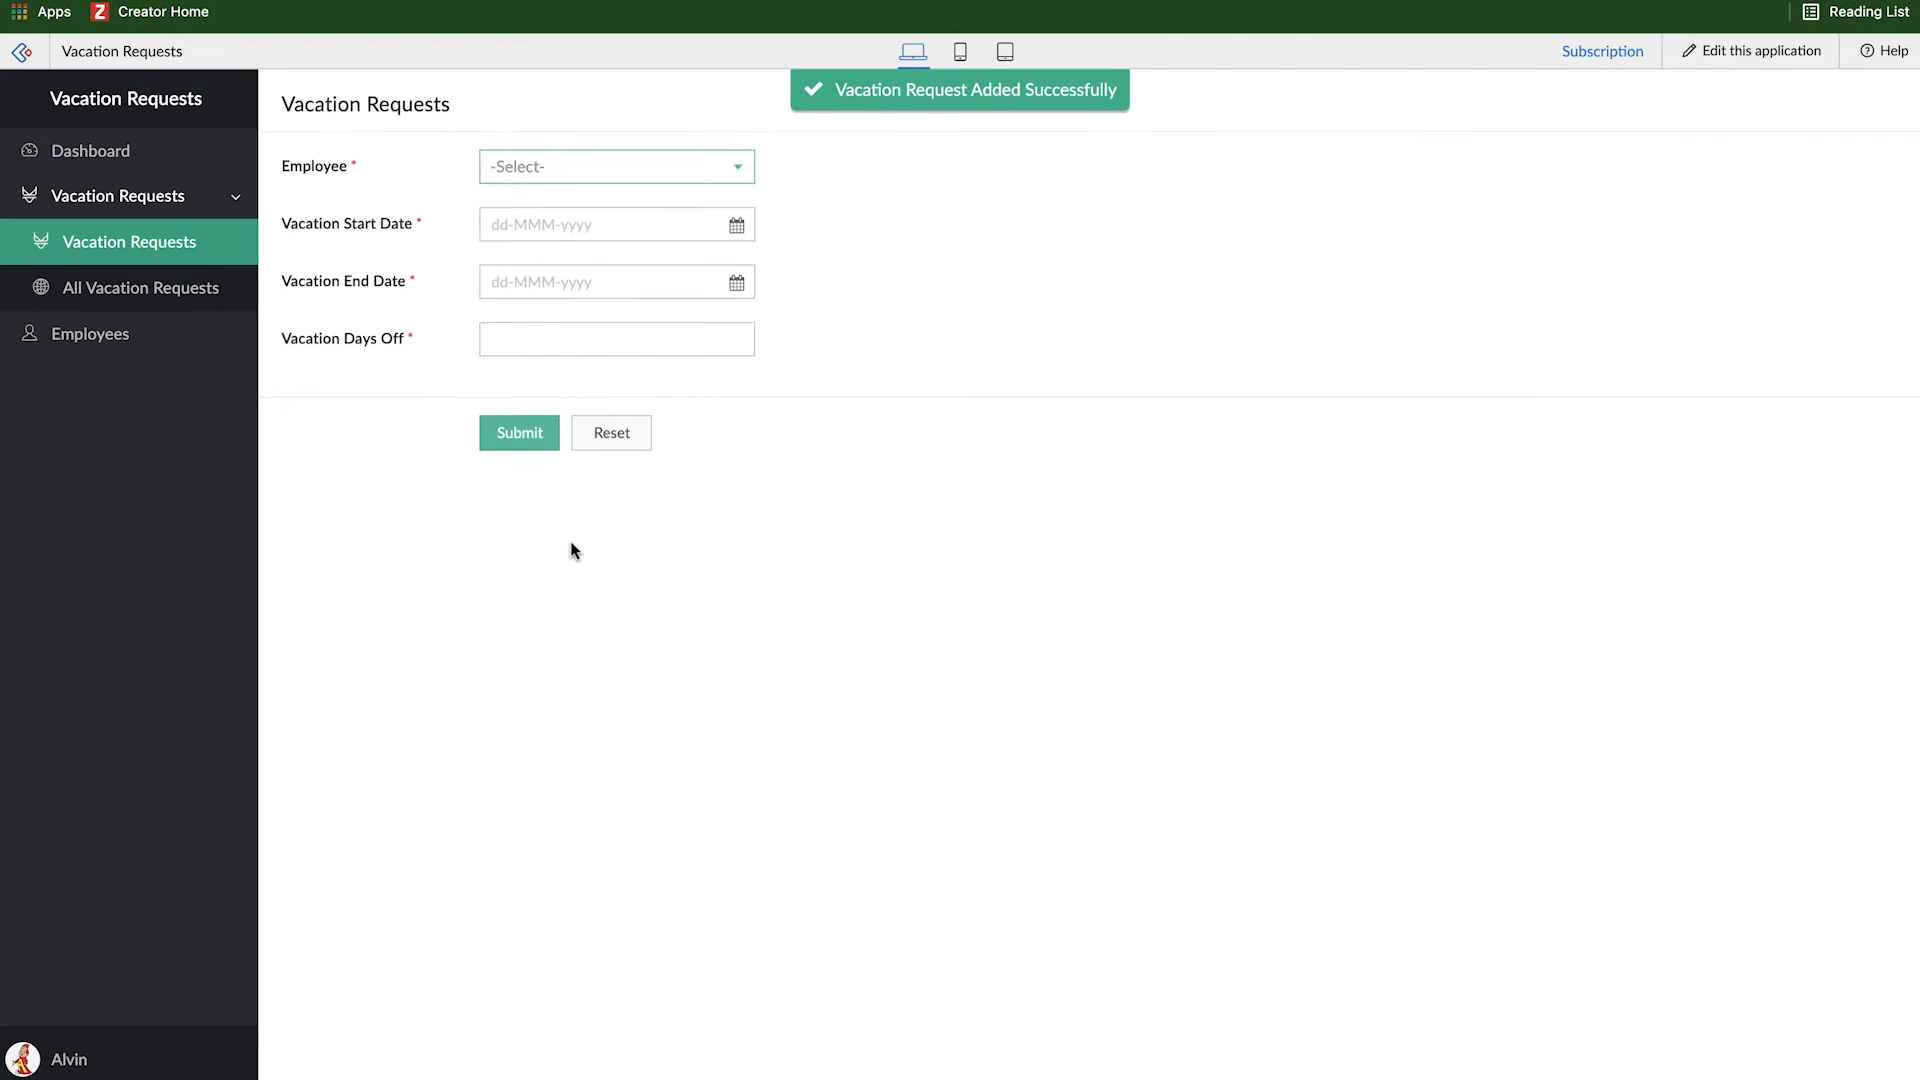 Apps
Z Creator Home
Reading List
Vacation Requests
Subscription
Edit this application
? Help
Vacation Requests
Dashboard
Vacation Requests
Vacation Requests
All Vacation Requests
Employees
Alvin
Vacation Requests
Vacation Request Added Successfully
Employee * -Select-
Vacation Start Date * dd-MMM-yyyy
Vacation End Date * dd-MMM-yyyy
Vacation Days Off *
Submit
Reset